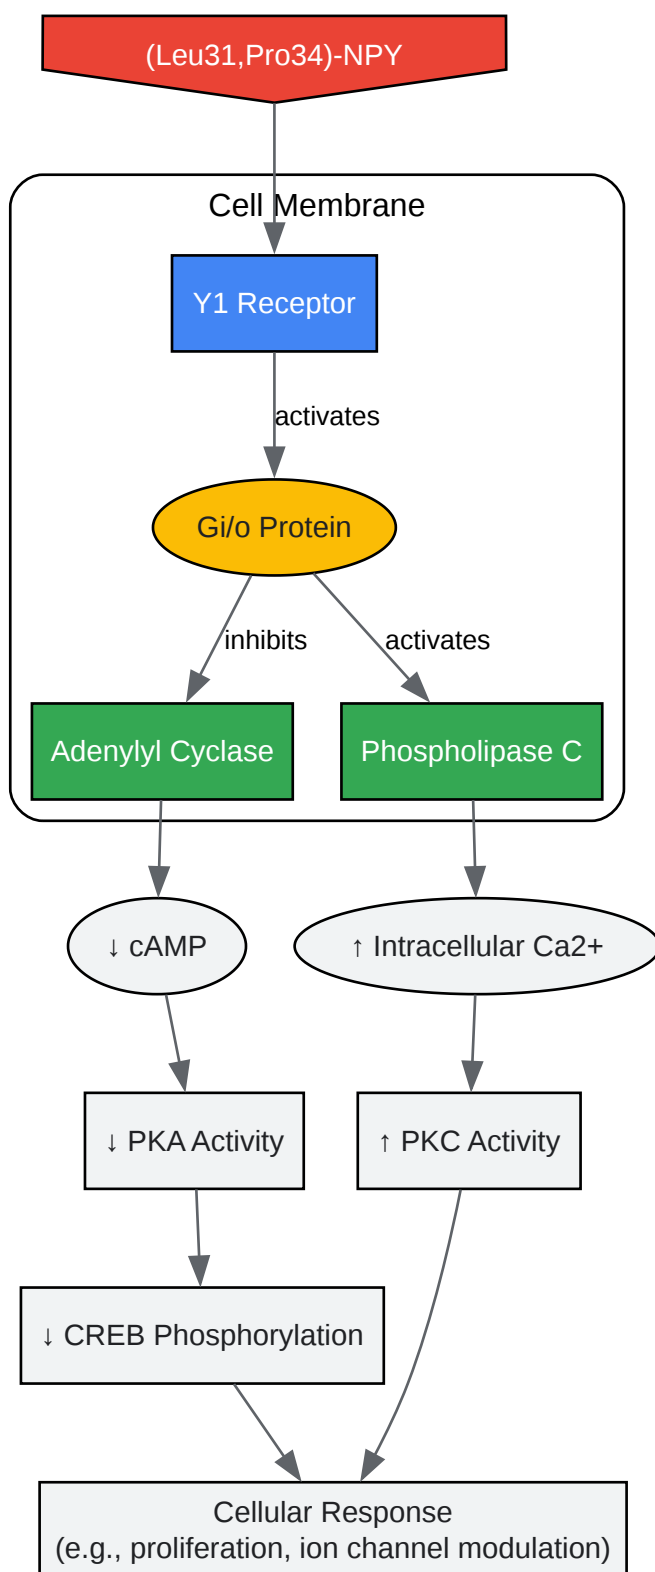 (Leu31,Pro34)-NPY
Cell Membrane
Y1 Receptor
activates
Gi/o Protein
inhibits
activates
Adenylyl Cyclase
Phospholipase C
↓ cAMP
↑ Intracellular Ca2+
↓ PKA Activity
↑ PKC Activity
↓ CREB Phosphorylation
Cellular Response
(e.g., proliferation, ion channel modulation)